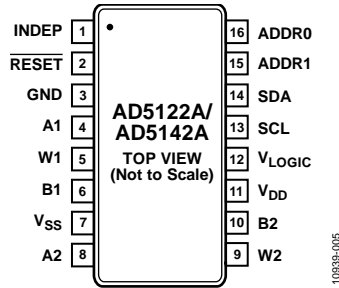 INDEP 1
RESET 2
GND 3
A1 4
W1 5
B1 6
VSS 7
A2 8
AD5122A/
AD5142A
TOP VIEW
(Not to Scale)
16 ADDR0
15 ADDR1
14 SDA
13 SCL
12 VLOGIC
11 VDD
10 B2
9 W2
10939-005